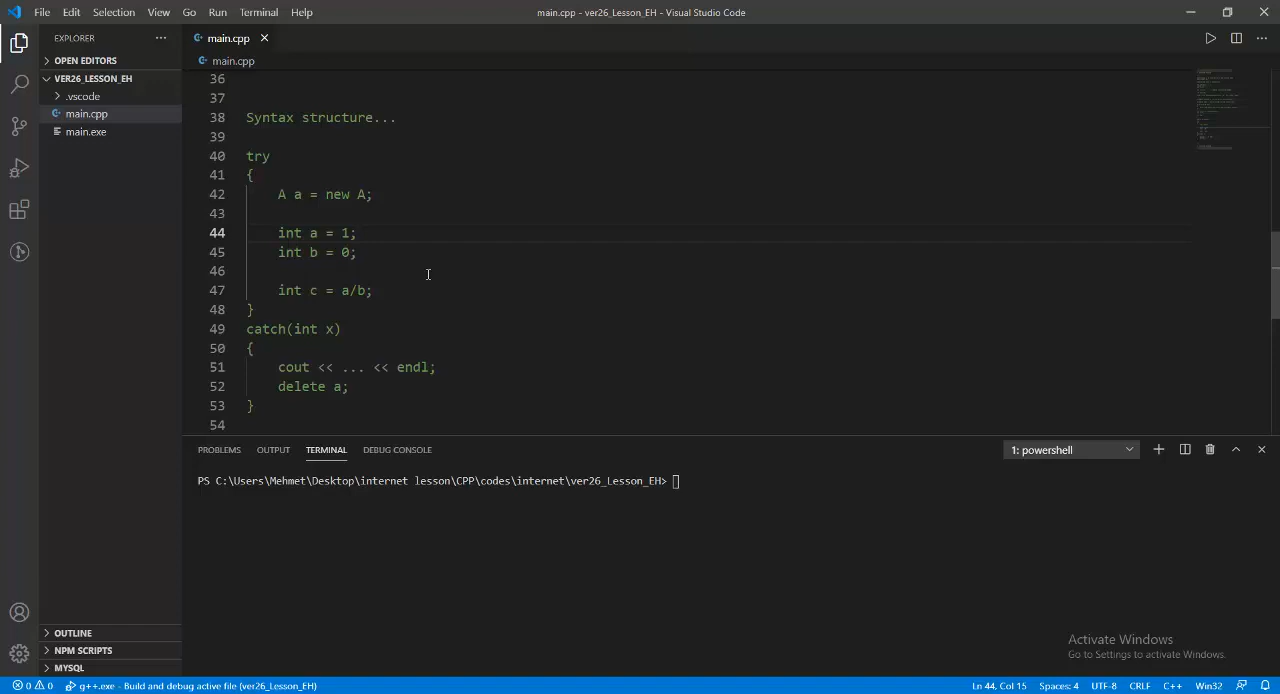 File Edit Selection View Go Run Terminal Help main.cpp - ver26_Lesson_EH - Visual Studio Code
EXPLORER ... main.cpp
OPEN EDITORS
main.cpp
VER26_LESSON_EH
.vscode
main.cpp
main.exe
36
37
38 Syntax structure...
39
40 try
41 {
42 A a = new A;
43
44 int a = 1;
45 int b = 0;
46
47 int c = a/b;
48 }
49 catch(int x)
50 {
51 cout << ... << endl;
52 delete a;
53 }
54
PROBLEMS OUTPUT TERMINAL DEBUG CONSOLE 1: powershell
PS C:\Users\Mehmet\Desktop\internet lesson\CPP\codes\internet\ver26_Lesson_EH>
OUTLINE
NPM SCRIPTS
MYSQL
Activate Windows
Go to Settings to activate Windows.
0 0 g++.exe - Build and debug active file (ver26_Lesson_EH) Ln 44, Col 15 Spaces: 4 UTF-8 CRLF C++ Win32